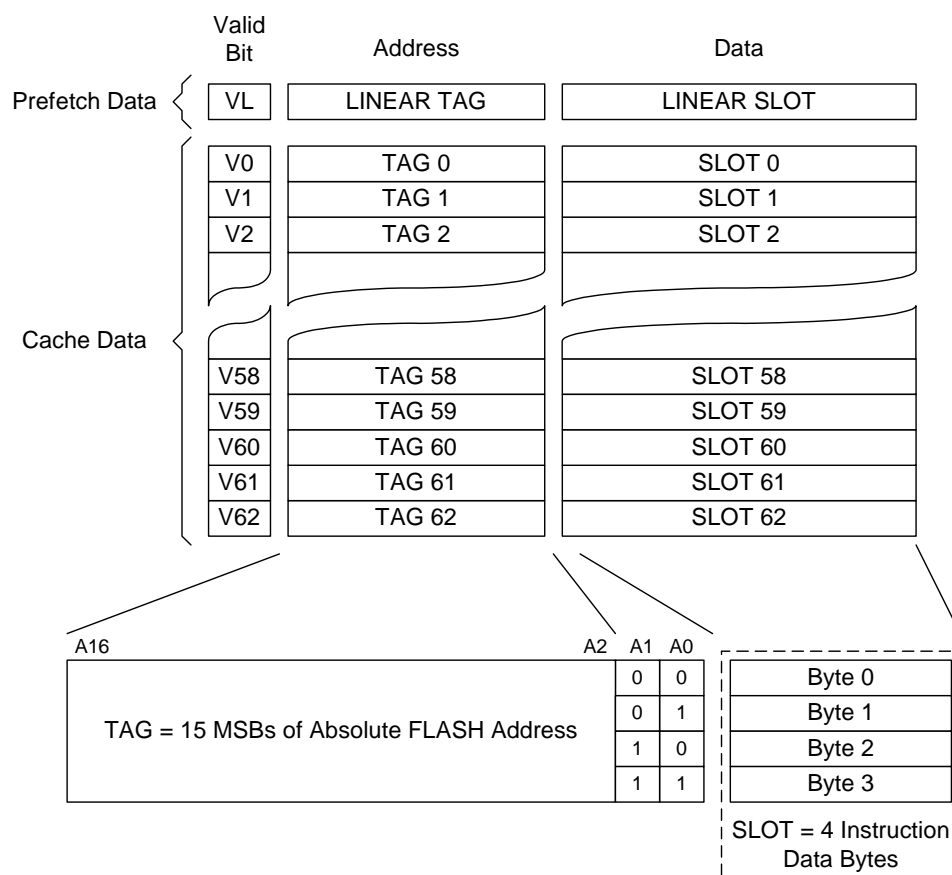 Valid
Bit
Address
Data
Prefetch Data
VL
LINEAR TAG
LINEAR SLOT
Cache Data
V0
TAG 0
SLOT 0
V1
TAG 1
SLOT 1
V2
TAG 2
SLOT 2
V58
TAG 58
SLOT 58
V59
TAG 59
SLOT 59
V60
TAG 60
SLOT 60
V61
TAG 61
SLOT 61
V62
TAG 62
SLOT 62
A16
A2
A1
A0
TAG = 15 MSBs of Absolute FLASH Address
0 0
Byte 0
0 1
Byte 1
1 0
Byte 2
1 1
Byte 3
SLOT = 4 Instruction
Data Bytes